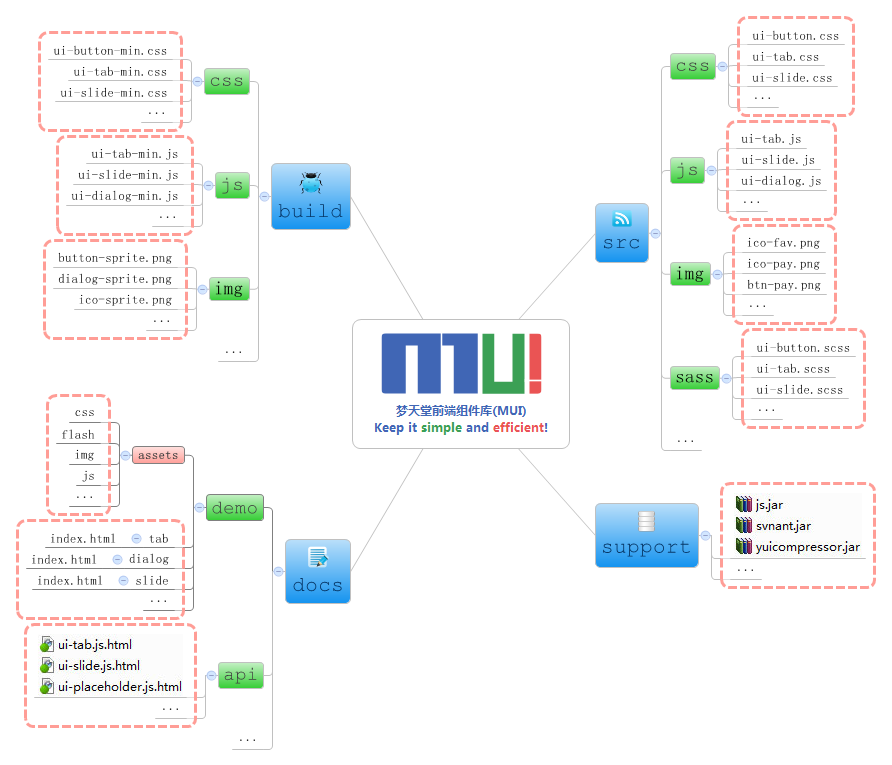 MUI
梦天堂前端组件库(MUI)
Keep it simple and efficient!
build
css
ui-button-min.css
ui-tab-min.css
ui-slide-min.css
...
js
ui-tab-min.js
ui-slide-min.js
ui-dialog-min.js
...
img
button-sprite.png
dialog-sprite.png
ico-sprite.png
...
...
src
css
ui-button.css
ui-tab.css
ui-slide.css
...
js
ui-tab.js
ui-slide.js
ui-dialog.js
...
img
ico-fav.png
ico-pay.png
btn-pay.png
...
sass
ui-button.scss
ui-tab.scss
ui-slide.scss
...
...
docs
demo
assets
css
flash
img
js
...
index.html tab
index.html dialog
index.html slide
...
api
ui-tab.js.html
ui-slide.js.html
ui-placeholder.js.html
...
...
support
js.jar
svnant.jar
yuicompressor.jar
...